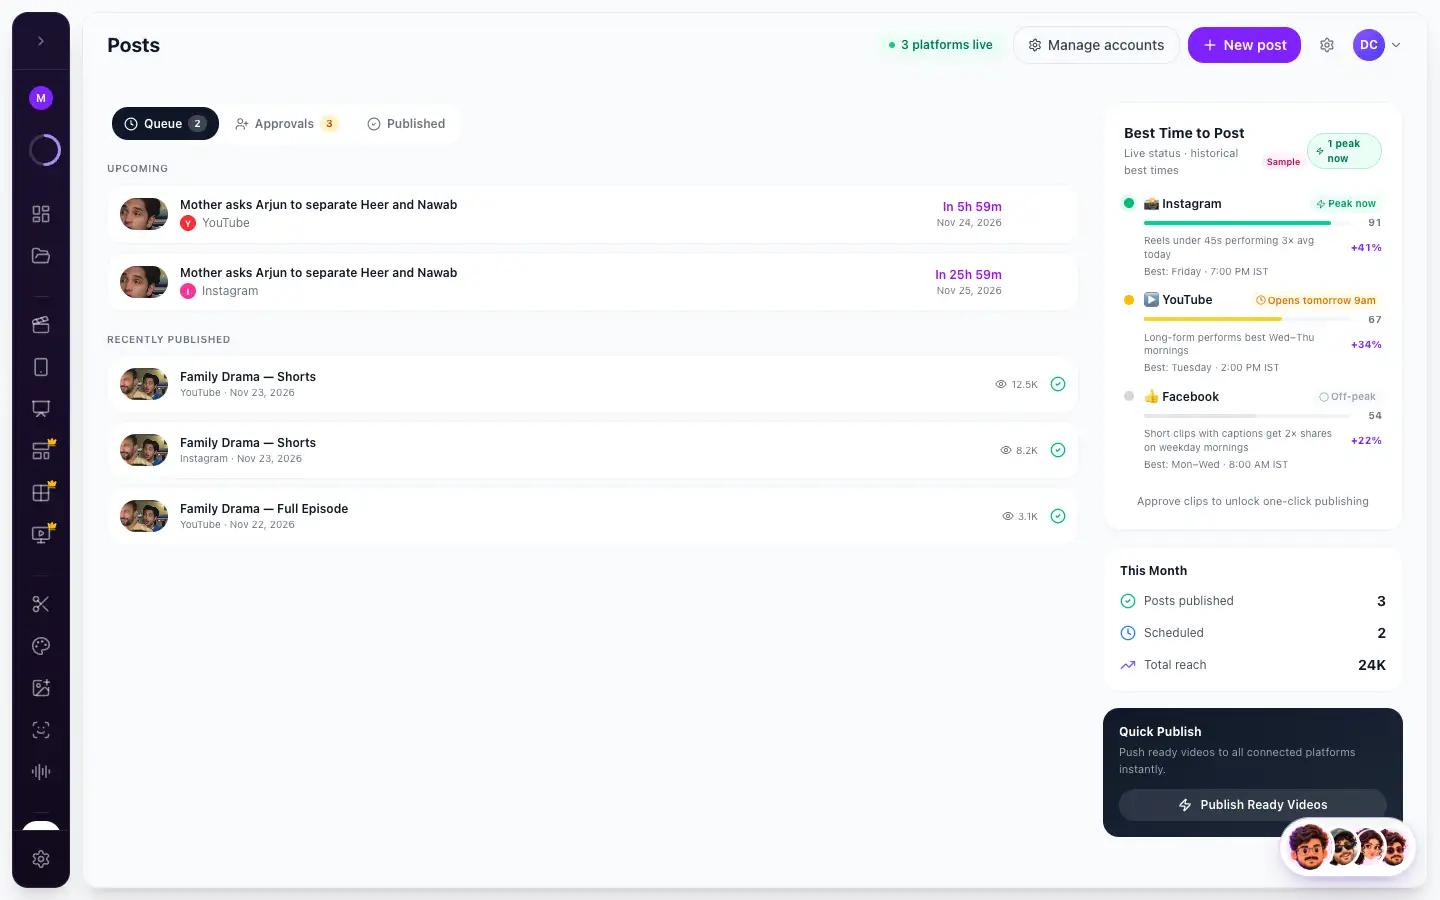 Posts
3 platforms live
Manage accounts
New post
DC
M
Queue 2
Approvals 3
Published
UPCOMING
Mother asks Arjun to separate Heer and Nawab
Y YouTube
In 5h 59m
Nov 24, 2026
Mother asks Arjun to separate Heer and Nawab
I Instagram
In 25h 59m
Nov 25, 2026
RECENTLY PUBLISHED
Family Drama — Shorts
YouTube · Nov 23, 2026
12.5K
Family Drama — Shorts
Instagram · Nov 23, 2026
8.2K
Family Drama — Full Episode
YouTube · Nov 22, 2026
3.1K
Best Time to Post
Live status · historical
best times
Sample
1 peak
now
Instagram
Peak now
91
Reels under 45s performing 3× avg
today
+41%
Best: Friday · 7:00 PM IST
YouTube
Opens tomorrow 9am
67
Long-form performs best Wed–Thu
mornings
+34%
Best: Tuesday · 2:00 PM IST
Facebook
Off-peak
54
Short clips with captions get 2× shares
on weekday mornings
+22%
Best: Mon–Wed · 8:00 AM IST
Approve clips to unlock one-click publishing
This Month
Posts published 3
Scheduled 2
Total reach 24K
Quick Publish
Push ready videos to all connected platforms
instantly.
Publish Ready Videos